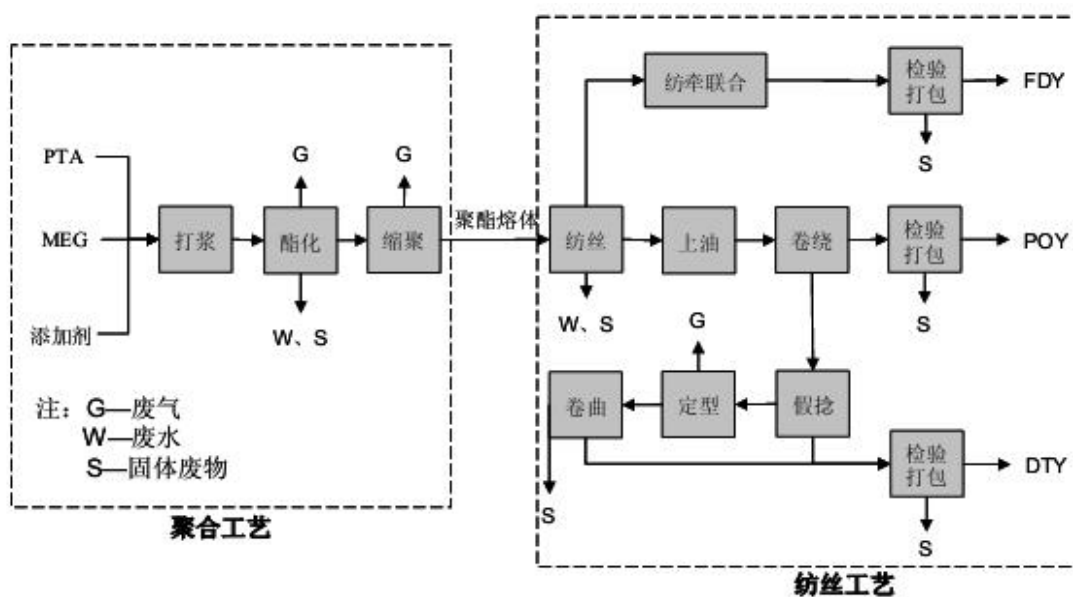 纺牵联合
检验
打包
FDY
S
PTA
G
G
MEG
打浆
酯化
缩聚
聚酯熔体
纺丝
上油
卷绕
检验
打包
POY
添加剂
W、S
W、S
S
G
注：G—废气
W—废水
S—固体废物
卷曲
定型
假捻
检验
打包
DTY
S
S
聚合工艺
纺丝工艺